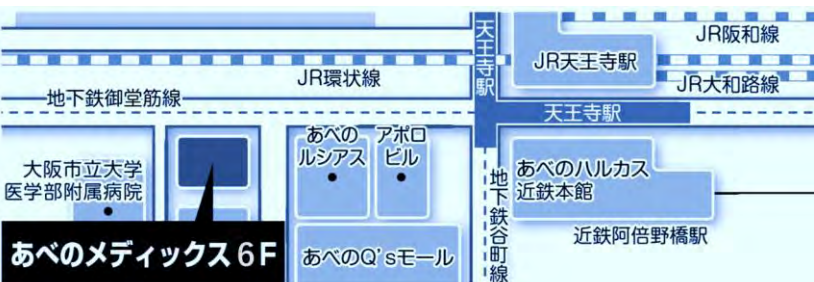 JR阪和線
天王寺駅
JR天王寺駅
JR環状線
JR大和路線
地下鉄御堂筋線
天王寺駅
あべの
ルシアス
アポロ
ビル
大阪市立大学
医学部附属病院
あべのハルカス
近鉄本館
地下鉄谷町線
近鉄阿倍野橋駅
あべのメディックス6F
あべのQ'sモール